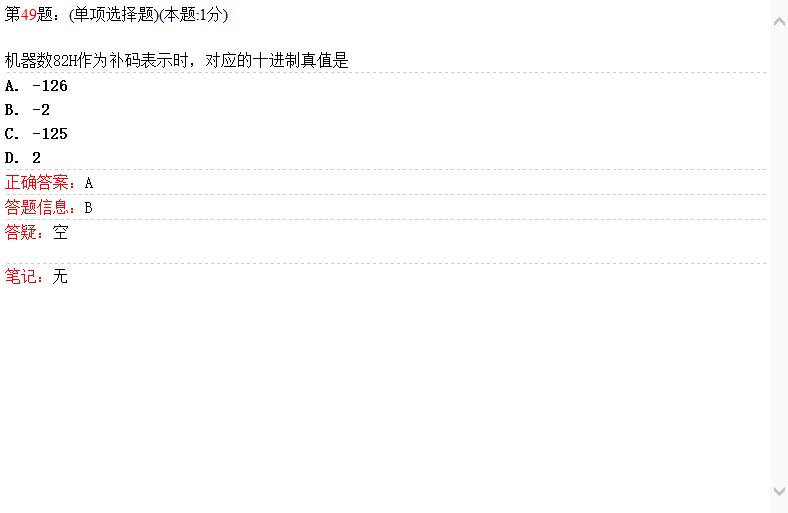 第49题：(单项选择题)(本题:1分)
机器数82H作为补码表示时，对应的十进制真值是
A. -126
B. -2
C. -125
D. 2
正确答案：A
答题信息：B
答疑：空
笔记：无